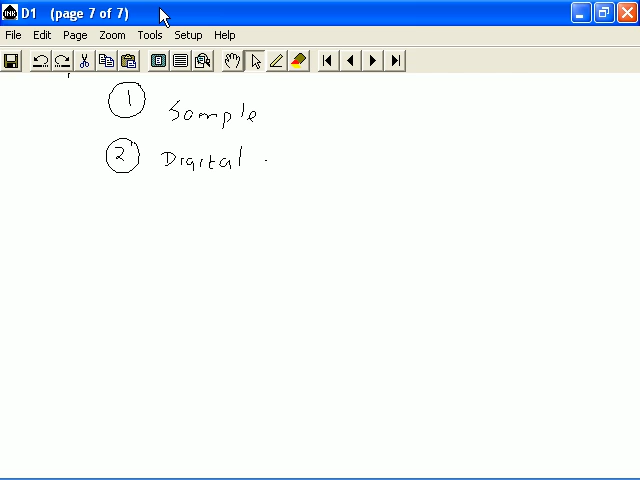 D1 (page 7 of 7)
File Edit Page Zoom Tools Setup Help
1 Sample
2 Digital